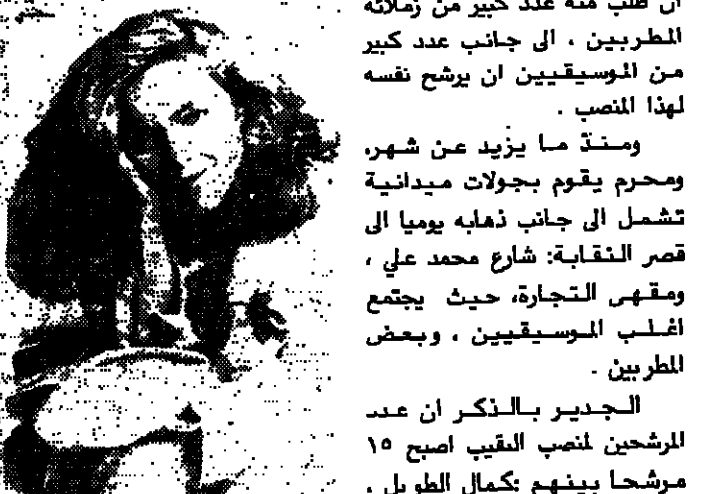 ان طلب منه عدد كبير من زملائه
المطربين ، الى جانب عدد كبير
من الموسيقيين ان يرشح نفسه
لهذا المنصب .
ومنذ ما يزيد عن شهر،
ومحرم يقوم بجولات ميدانية
تشمل الى جانب ذهابه يوميا الى
قصر النقابة: شارع محمد علي ،
ومقهى التجارة، حيث يجتمع
اغلب الموسيقيين ، وبعض
المطربين .
الجدير بالذكر ان عدد
المرشحين لمنصب النقيب اصبح ١٥
مرشحا بينهم :كمال الطويل ،